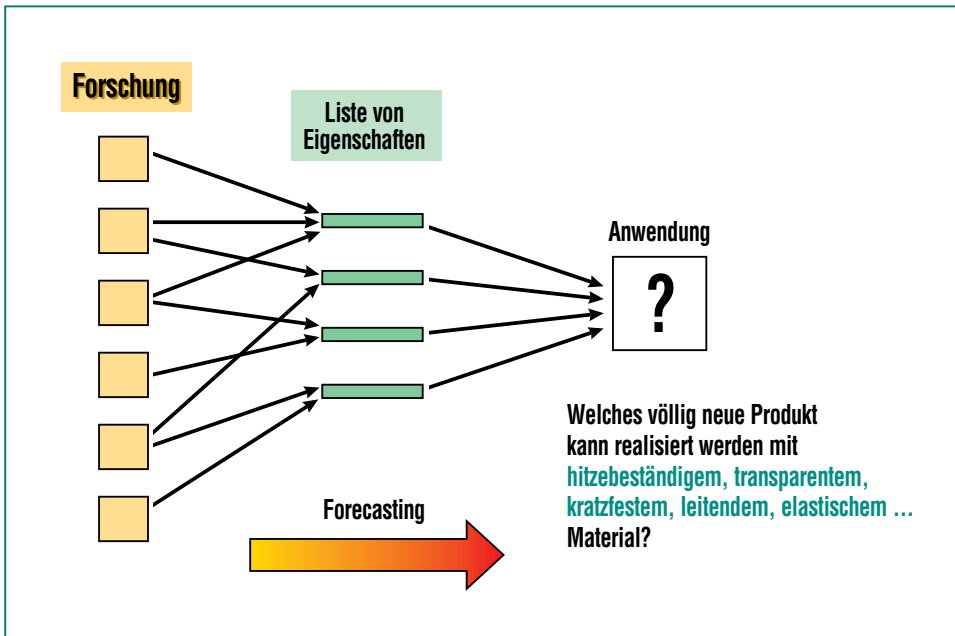 Forschung
Liste von
Eigenschaften
Anwendung
?
Welches völlig neue Produkt
kann realisiert werden mit
hitzebeständigem, transparentem,
kratzfestem, leitendem, elastischem ...
Material?
Forecasting